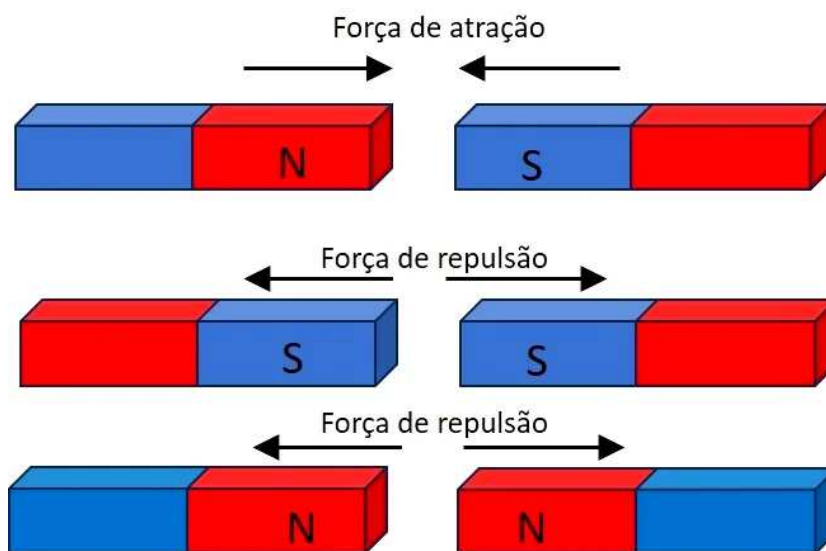 Força de atração
N S
Força de repulsão
S S
Força de repulsão
N N